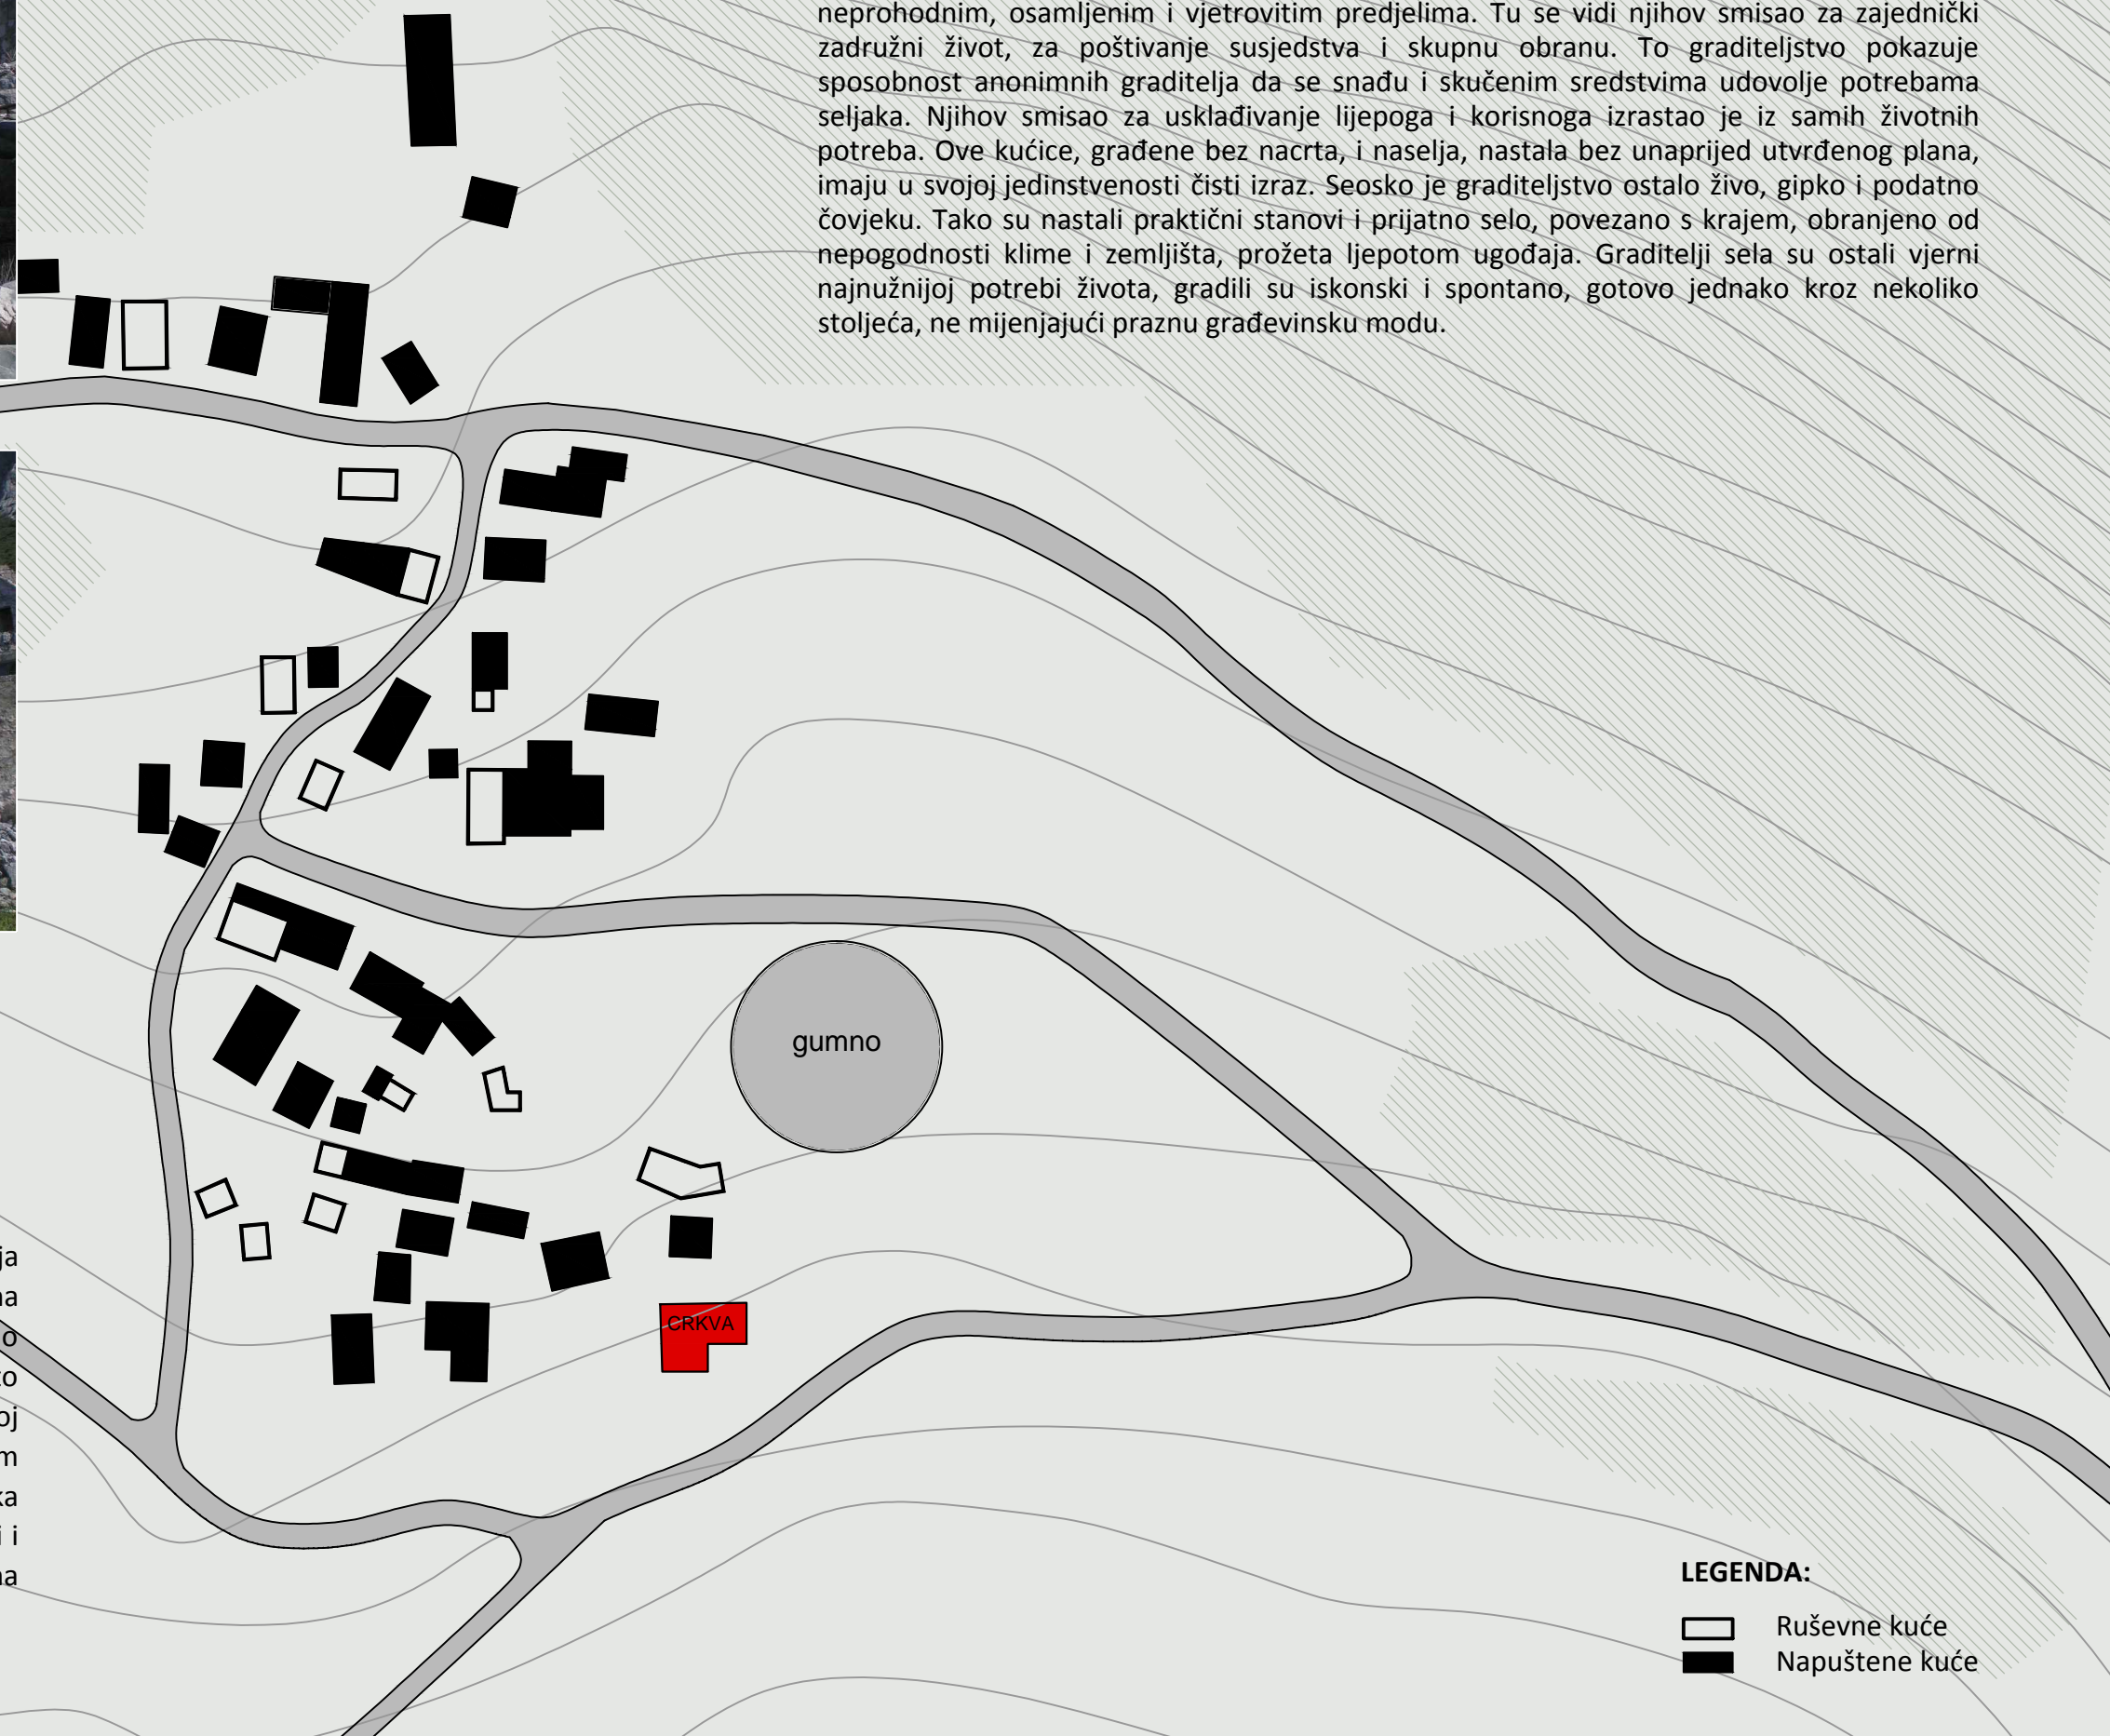 neprohodnim, osamljenim i vjetrovitim predjelima. Tu se vidi njihov smisao za zajednički
zadružni život, za poštivanje susjedstva i skupnu obranu. To graditeljstvo pokazuje
sposobnost anonimnih graditelja da se snađu i skučenim sredstvima udovolje potrebama
seljaka. Njihov smisao za usklađivanje lijepoga i korisnoga izrastao je iz samih životnih
potreba. Ove kućice, građene bez nacrta, i naselja, nastala bez unaprijed utvrđenog plana,
imaju u svojoj jedinstvenosti čisti izraz. Seosko je graditeljstvo ostalo živo, gipko i podatno
čovjeku. Tako su nastali praktični stanovi i prijatno selo, povezano s krajem, obranjeno od
nepogodnosti klime i zemljišta, prožeta ljepotom ugođaja. Graditelji sela su ostali vjerni
najnužnijoj potrebi života, gradili su iskonski i spontano, gotovo jednako kroz nekoliko
stoljeća, ne mijenjajući praznu građevinsku modu.
gumno
ja
na
o
to
oj
m
ka
i i
na
CRKVA
LEGENDA:
Ruševne kuće
Napuštene kuće